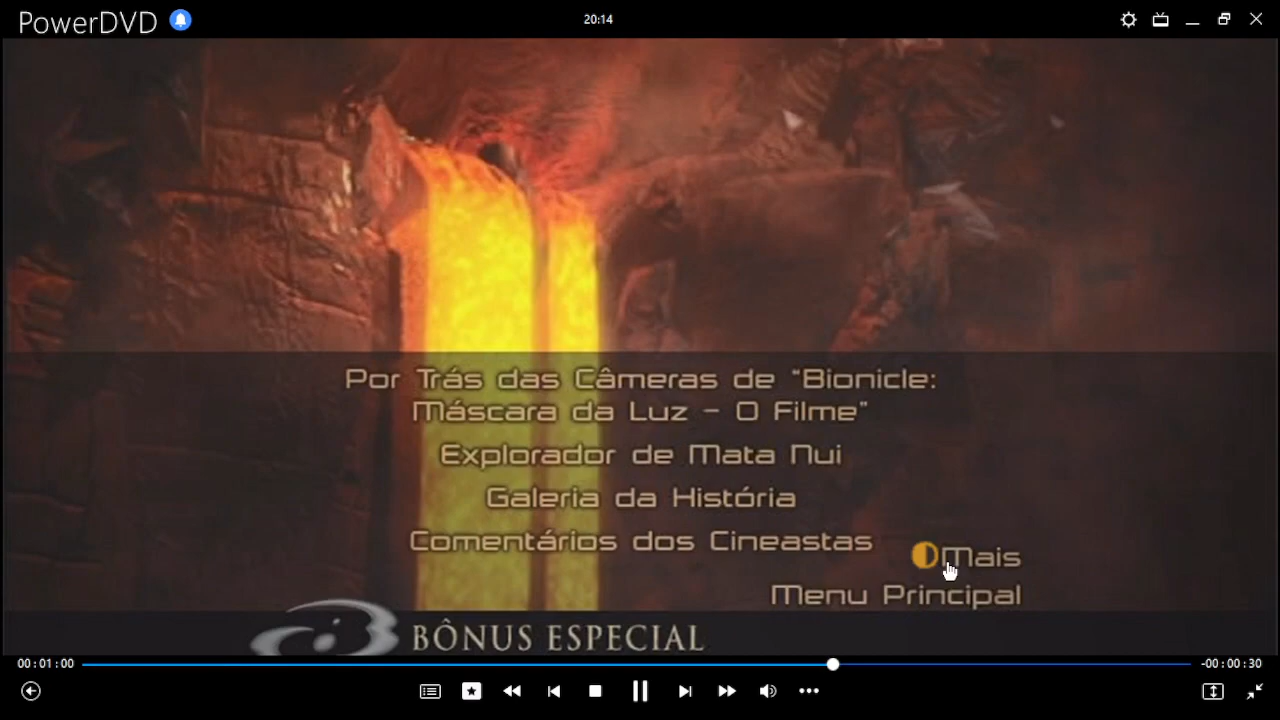 PowerDVD
20:14
Por Trás das Câmeras de “Bionicle:
Máscara da Luz – O Filme”
Explorador de Mata Nui
Galeria da História
Comentários dos Cineastas
Mais
Menu Principal
BÔNUS ESPECIAL
00:01:00
-00:00:30